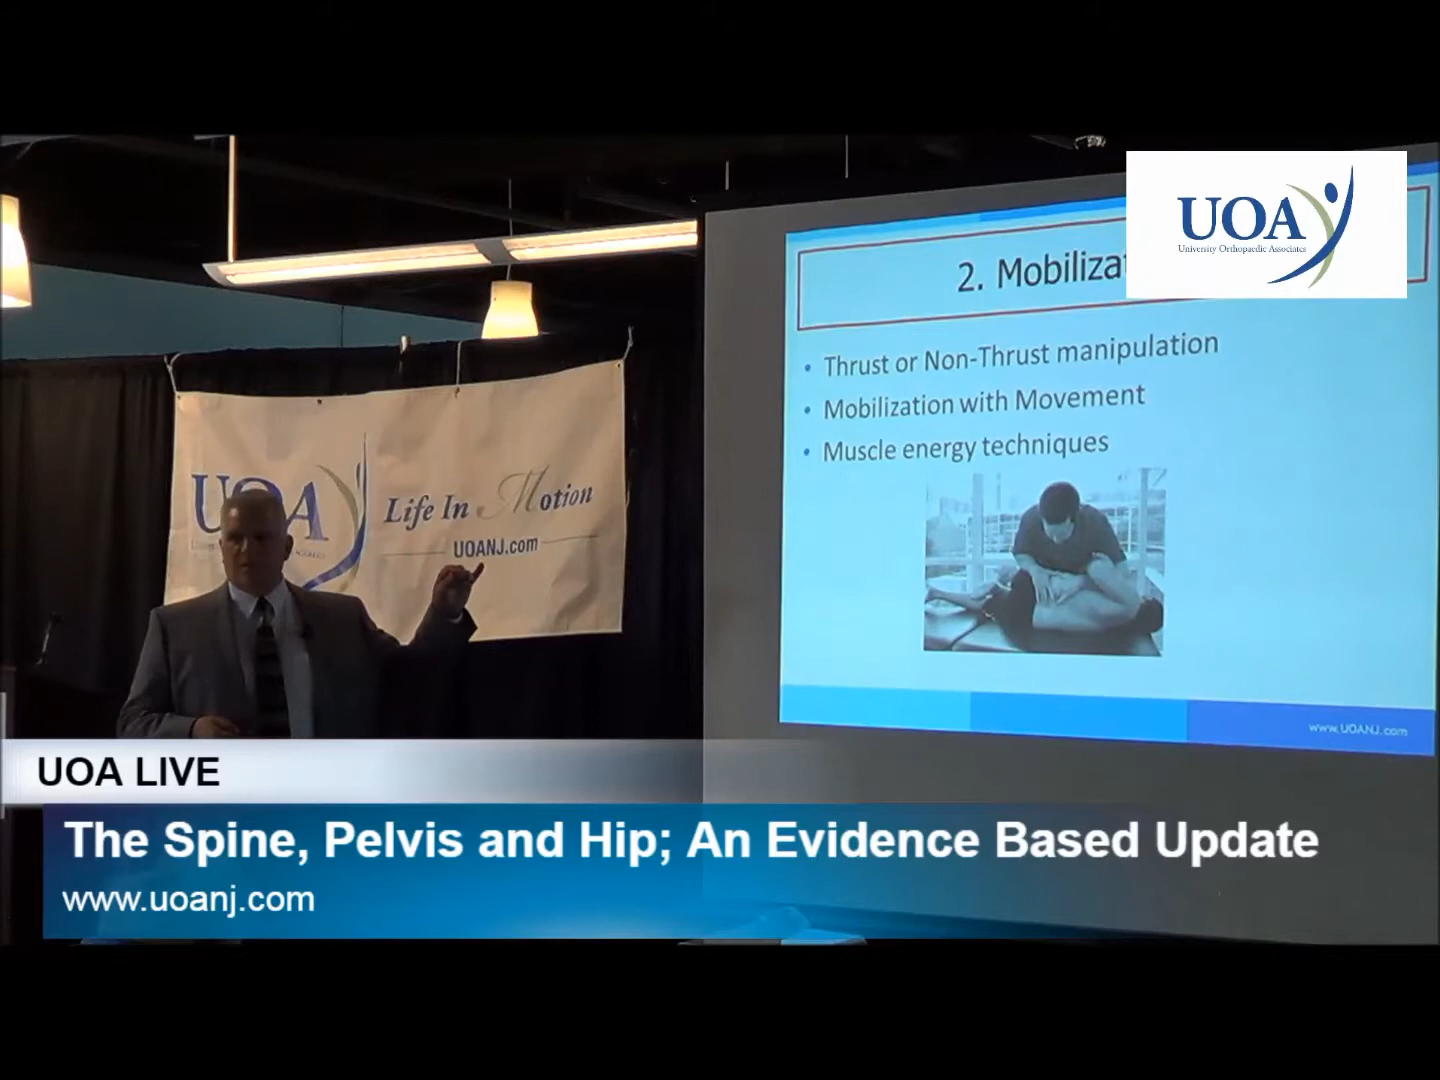 UOA
University Orthopaedic Associates
2. Mobilizat
• Thrust or Non-Thrust manipulation
• Mobilization with Movement
• Muscle energy techniques
www.UOANJ.com
UOA
Life In Motion
UOANJ.com
UOA LIVE
The Spine, Pelvis and Hip; An Evidence Based Update
www.uoanj.com